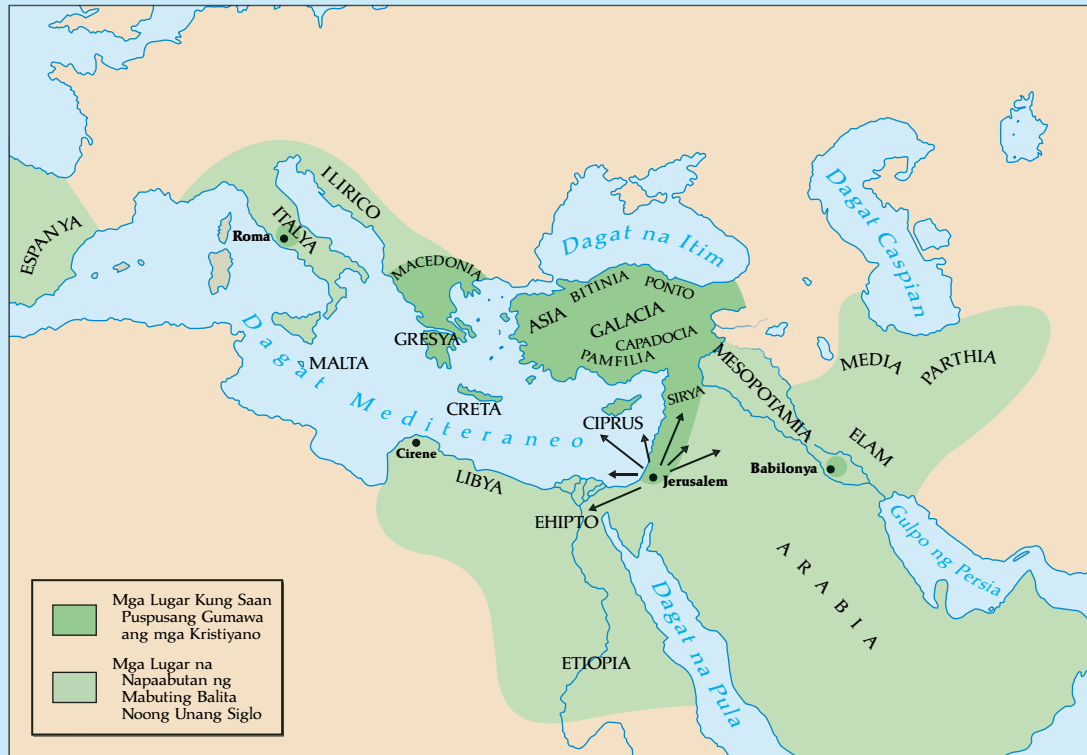 ESPANYA
Roma
ITALYA
ILIRICO
MACEDONIA
GRESYA
MALTA
CRETA
Dagat Mediteraneo
Cirene
LIBYA
Dagat na Itim
ASIA
BITINIA
PONTO
GALACIA
CAPADOCIA
PAMFILIA
CIPRUS
SIRYA
Jerusalem
EHIPTO
ETIOPIA
Dagat na Pula
Dagat Caspian
MEDIA
PARTHIA
MESOPOTAMIA
ELAM
Babilonya
Gulpo ng Persia
ARABIA
Mga Lugar Kung Saan
Puspusang Gumawa
ang mga Kristiyano
Mga Lugar na
Napaabutan ng
Mabuting Balita
Noong Unang Siglo